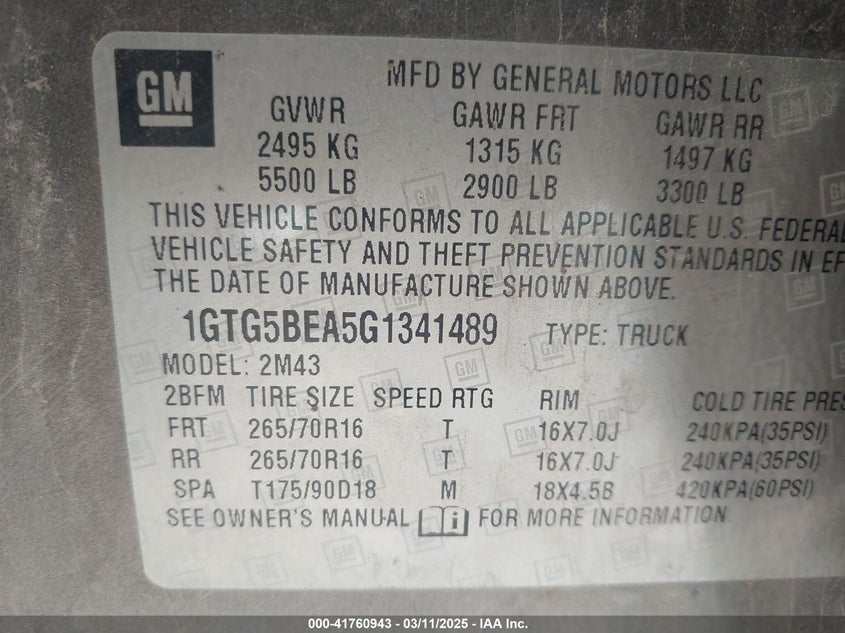 GM
MFD BY GENERAL MOTORS LLC
GVWR GAWR FRT GAWR RR
2495 KG 1315 KG 1497 KG
5500 LB 2900 LB 3300 LB
THIS VEHICLE CONFORMS TO ALL APPLICABLE U.S. FEDERAL
VEHICLE SAFETY AND THEFT PREVENTION STANDARDS IN EF
THE DATE OF MANUFACTURE SHOWN ABOVE.
1GTG5BEA5G1341489 TYPE: TRUCK
MODEL: 2M43
2BFM TIRE SIZE SPEED RTG RIM COLD TIRE PRES
FRT 265/70R16 T 16X7.0J 240KPA(35PSI)
RR 265/70R16 T 16X7.0J 240KPA(35PSI)
SPA T175/90D18 M 18X4.5B 420KPA(60PSI)
SEE OWNER'S MANUAL i FOR MORE INFORMATION
000-41760943 - 03/11/2025 - IAA Inc.